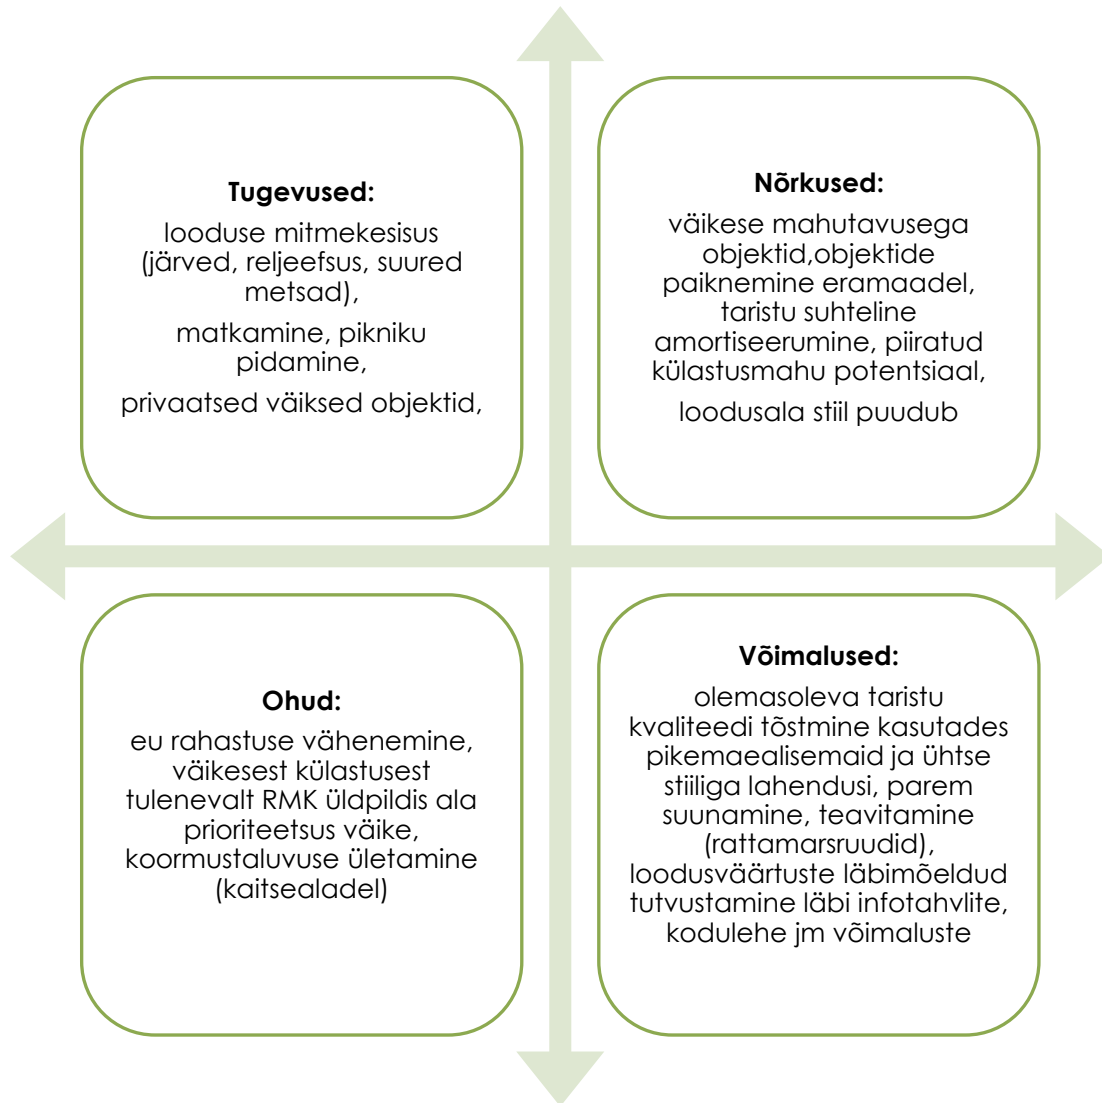 Tugevused:
looduse mitmekesisus
(järved, reljeefsus, suured
metsad),
matkamine, pikniku
pidamine,
privaatsed väiksed objektid,
Nõrkused:
väikese mahutavusega
objektid,objektide
paiknemine eramaadel,
taristu suhteline
amortiseerumine, piiratud
külastusmahu potentsiaal,
loodusala stiil puudub
Ohud:
eu rahastuse vähenemine,
väikesest külastusest
tulenevalt RMK üldpildis ala
prioriteetsus väike,
koormustaluvuse ületamine
(kaitsealadel)
Võimalused:
olemasoleva taristu
kvaliteedi tõstmine kasutades
pikemaealisemaid ja ühtse
stiiliga lahendusi, parem
suunamine, teavitamine
(rattamarsruudid),
loodusväärtuste läbimõeldud
tutvustamine läbi infotahvlite,
kodulehe jm võimaluste